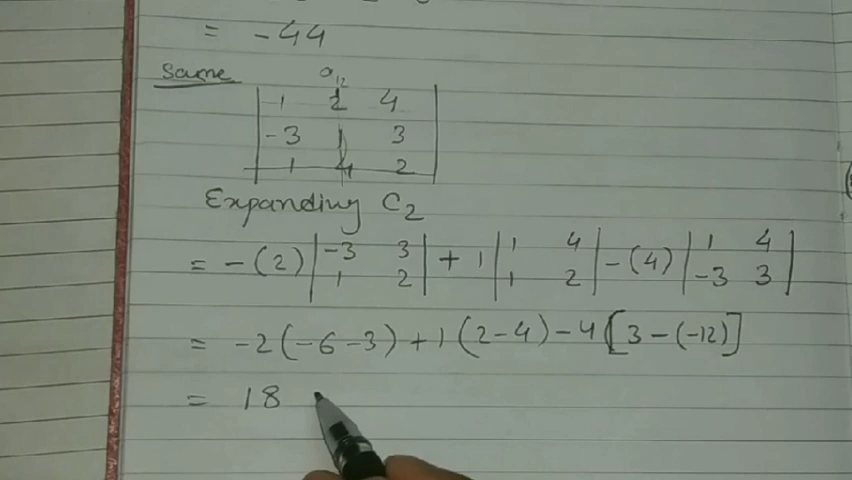 = -44
Same a12
| 1 2 4 |
| -3 1 3 |
| 1 4 2 |
Expanding C2
= -(2) | -3 3 | + 1 | 1 4 | -(4) | 1 4 |
| 1 2 | | 1 2 | | -3 3 |
= -2(-6-3)+1(2-4)-4[3-(-12)]
= 18